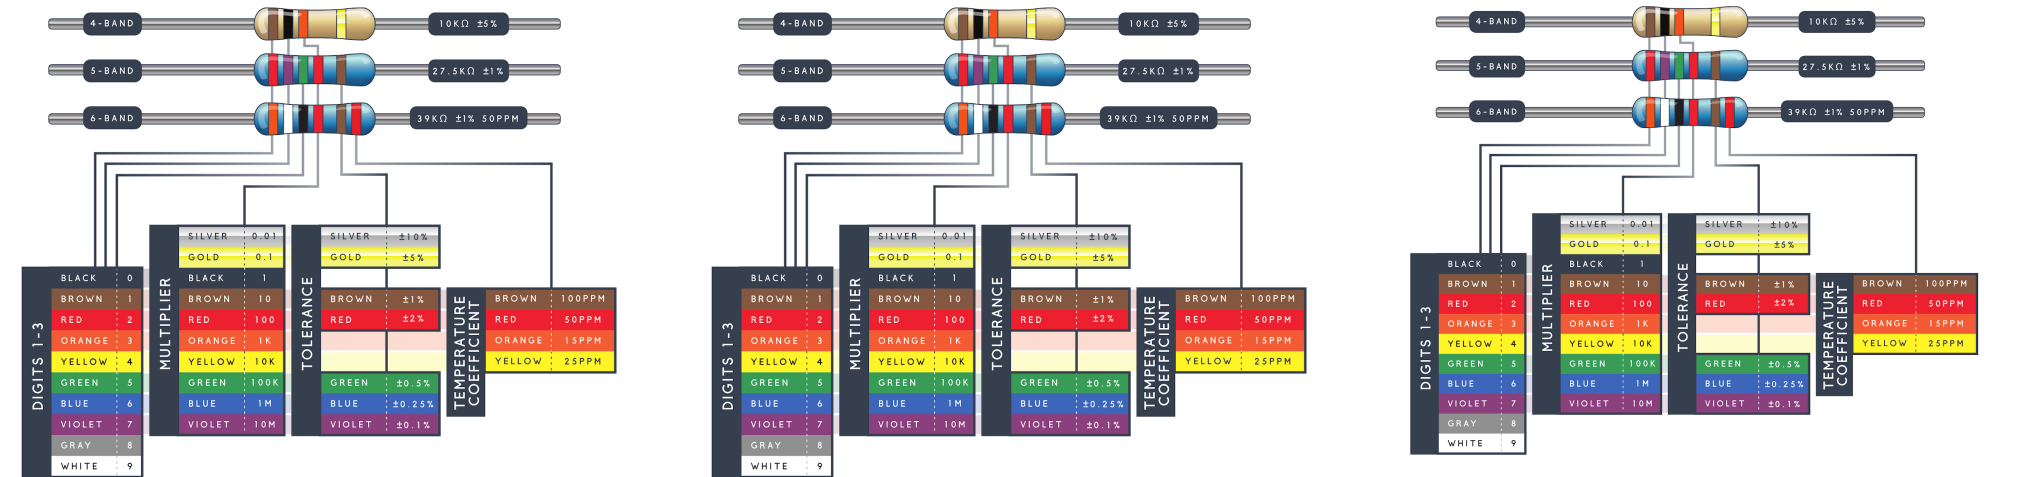 4-BAND 10KΩ ±5%
5-BAND 27.5KΩ ±1%
6-BAND 39KΩ ±1% 50PPM
DIGITS 1-3
BLACK 0
BROWN 1
RED 2
ORANGE 3
YELLOW 4
GREEN 5
BLUE 6
VIOLET 7
GRAY 8
WHITE 9
MULTIPLIER
SILVER 0.01
GOLD 0.1
BLACK 1
BROWN 10
RED 100
ORANGE 1K
YELLOW 10K
GREEN 100K
BLUE 1M
VIOLET 10M
TOLERANCE
SILVER ±10%
GOLD ±5%
BROWN ±1%
RED ±2%
GREEN ±0.5%
BLUE ±0.25%
VIOLET ±0.1%
TEMPERATURE
COEFFICIENT
BROWN 100PPM
RED 50PPM
ORANGE 15PPM
YELLOW 25PPM
4-BAND 10KΩ ±5%
5-BAND 27.5KΩ ±1%
6-BAND 39KΩ ±1% 50PPM
DIGITS 1-3
BLACK 0
BROWN 1
RED 2
ORANGE 3
YELLOW 4
GREEN 5
BLUE 6
VIOLET 7
GRAY 8
WHITE 9
MULTIPLIER
SILVER 0.01
GOLD 0.1
BLACK 1
BROWN 10
RED 100
ORANGE 1K
YELLOW 10K
GREEN 100K
BLUE 1M
VIOLET 10M
TOLERANCE
SILVER ±10%
GOLD ±5%
BROWN ±1%
RED ±2%
GREEN ±0.5%
BLUE ±0.25%
VIOLET ±0.1%
TEMPERATURE
COEFFICIENT
BROWN 100PPM
RED 50PPM
ORANGE 15PPM
YELLOW 25PPM
4-BAND 10KΩ ±5%
5-BAND 27.5KΩ ±1%
6-BAND 39KΩ ±1% 50PPM
DIGITS 1-3
BLACK 0
BROWN 1
RED 2
ORANGE 3
YELLOW 4
GREEN 5
BLUE 6
VIOLET 7
GRAY 8
WHITE 9
MULTIPLIER
SILVER 0.01
GOLD 0.1
BLACK 1
BROWN 10
RED 100
ORANGE 1K
YELLOW 10K
GREEN 100K
BLUE 1M
VIOLET 10M
TOLERANCE
SILVER ±10%
GOLD ±5%
BROWN ±1%
RED ±2%
GREEN ±0.5%
BLUE ±0.25%
VIOLET ±0.1%
TEMPERATURE
COEFFICIENT
BROWN 100PPM
RED 50PPM
ORANGE 15PPM
YELLOW 25PPM